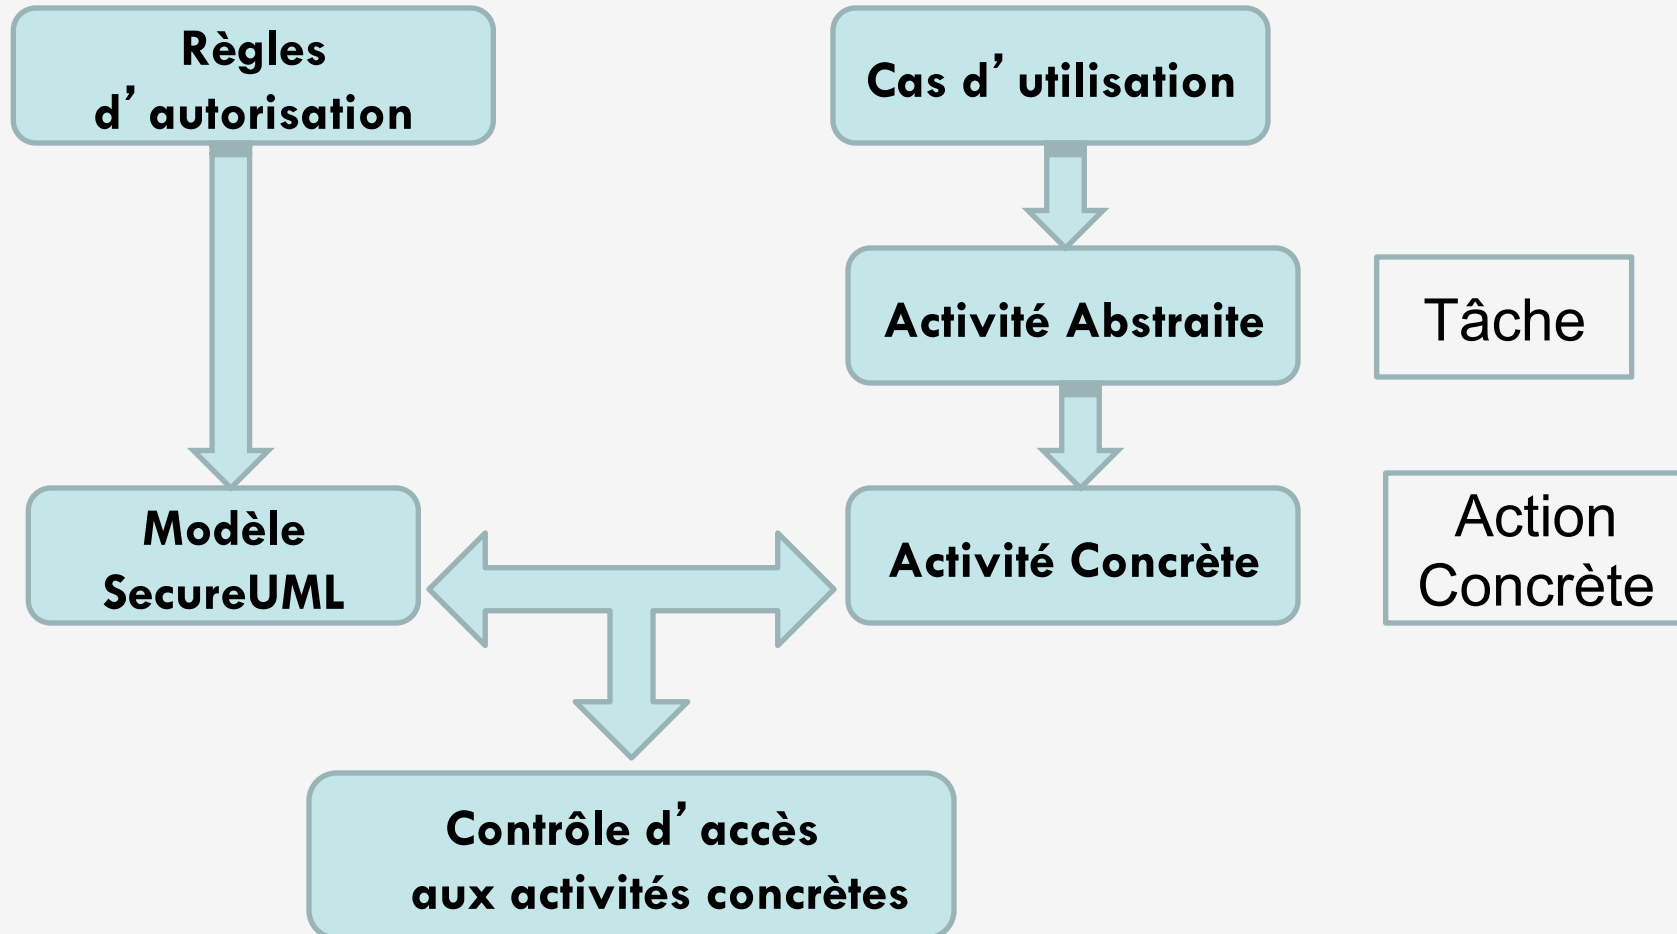 Règles
d’ autorisation
Cas d’ utilisation
Activité Abstraite
Tâche
Modèle
SecureUML
Activité Concrète
Action
Concrète
Contrôle d’ accès
aux activités concrètes